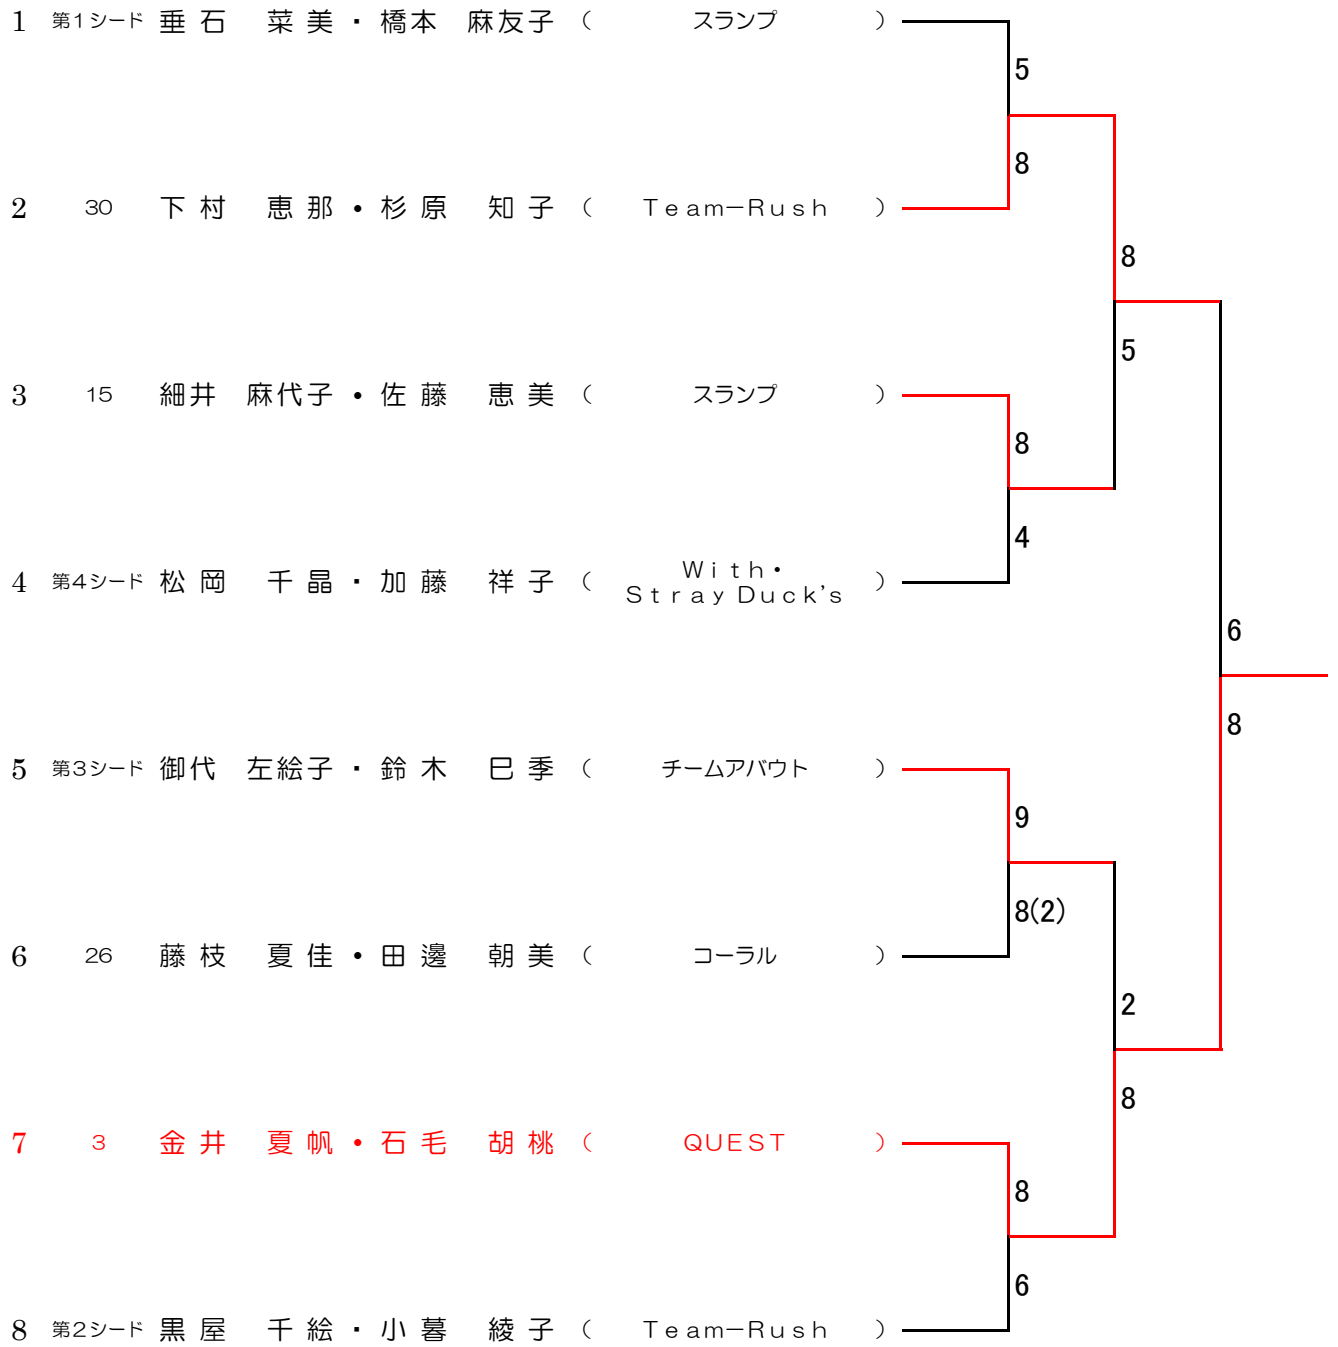 1 第1シード 垂石 菜美・橋本 麻友子 ( スランプ )
5
8
2 30 下村 恵那・杉原 知子 ( Team-Rush )
8
5
3 15 細井 麻代子・佐藤 恵美 ( スランプ )
8
4
4 第4シード 松岡 千晶・加藤 祥子 ( With・
Stray Duck's )
6
8
5 第3シード 御代 左絵子・鈴木 巳季 ( チームアバウト )
9
8(2)
6 26 藤枝 夏佳・田邊 朝美 ( コーラル )
2
8
7 3 金井 夏帆・石毛 胡桃 ( QUEST )
8
6
8 第2シード 黒屋 千絵・小暮 綾子 ( Team-Rush )